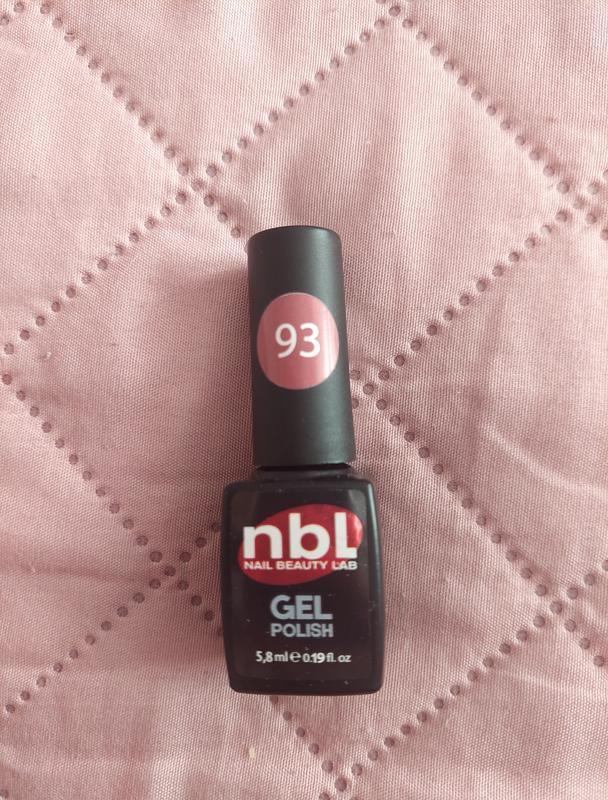 93
nbl
NAIL BEAUTY LAB
GEL
POLISH
5,8 ml e 0.19 fl. oz